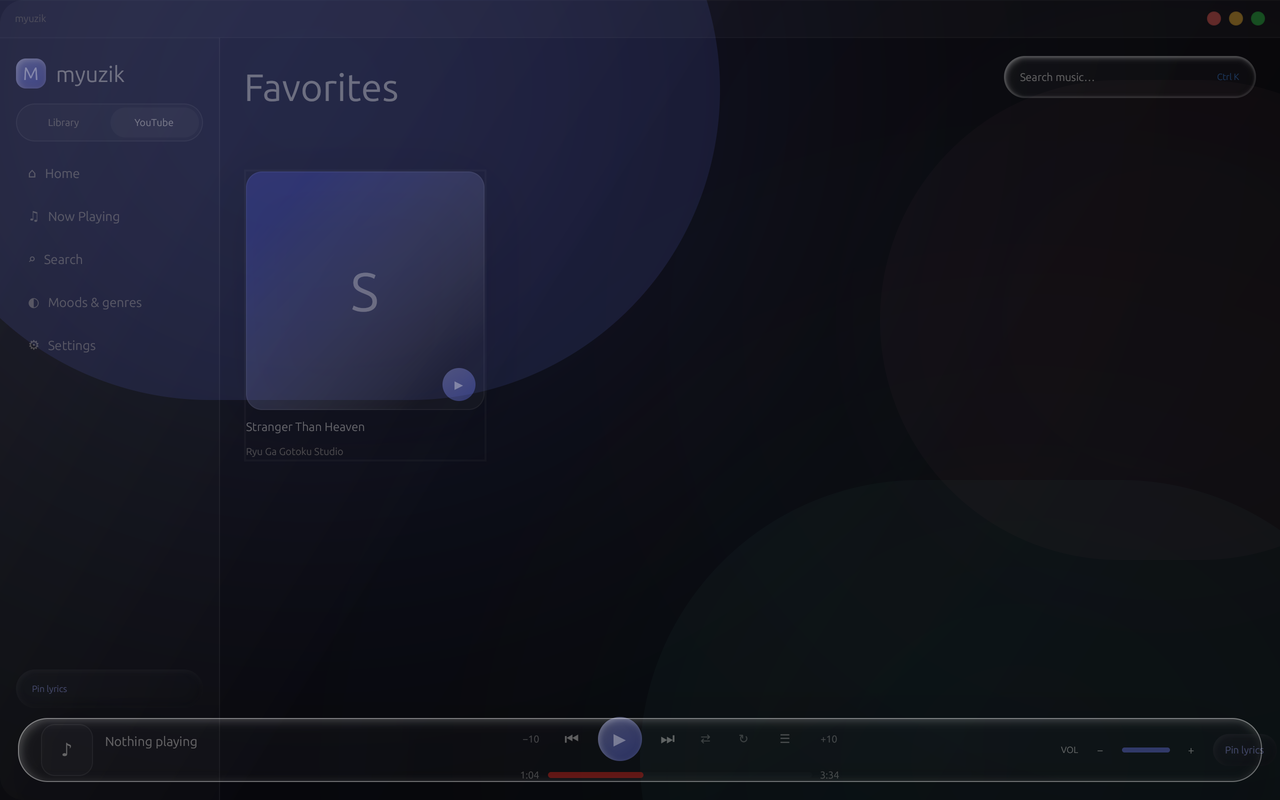 myuzik
M myuzik
Library YouTube
Home
Now Playing
Search
Moods & genres
Settings
Pin lyrics
Favorites
Search music... Ctrl K
S
Stranger Than Heaven
Ryu Ga Gotoku Studio
Nothing playing
−10 +10
1:04 3:34
VOL − +
Pin lyrics